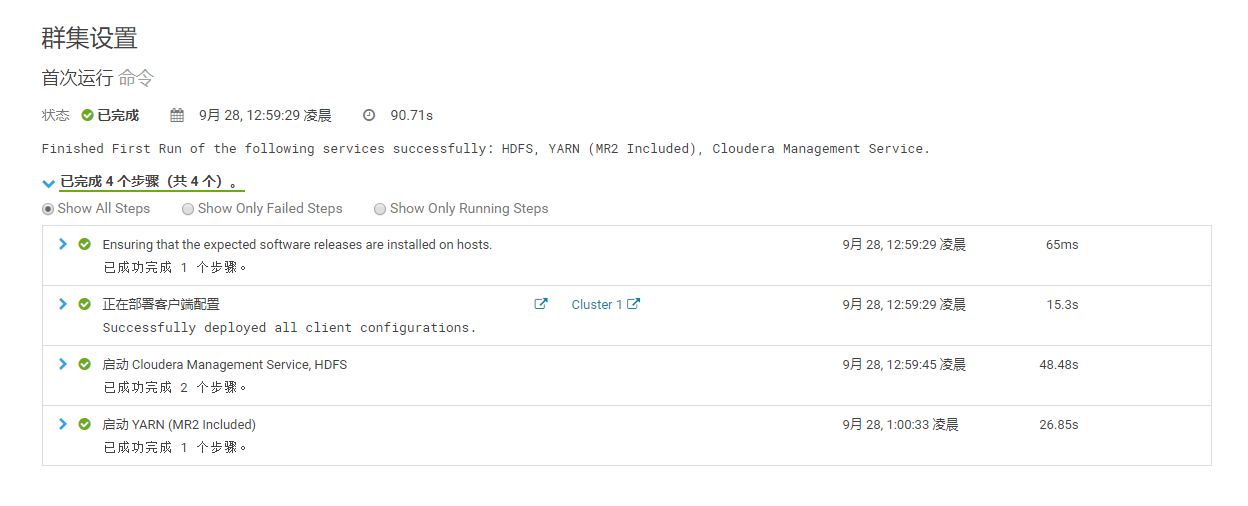 群集设置
首次运行 命令
状态 已完成 9月 28, 12:59:29 凌晨 90.71s
Finished First Run of the following services successfully: HDFS, YARN (MR2 Included), Cloudera Management Service.
已完成 4 个步骤（共 4 个）。
Show All Steps Show Only Failed Steps Show Only Running Steps
Ensuring that the expected software releases are installed on hosts. 9月 28, 12:59:29 凌晨 65ms
已成功完成 1 个步骤。
正在部署客户端配置 Cluster 1 9月 28, 12:59:29 凌晨 15.3s
Successfully deployed all client configurations.
启动 Cloudera Management Service, HDFS 9月 28, 12:59:45 凌晨 48.48s
已成功完成 2 个步骤。
启动 YARN (MR2 Included) 9月 28, 1:00:33 凌晨 26.85s
已成功完成 1 个步骤。